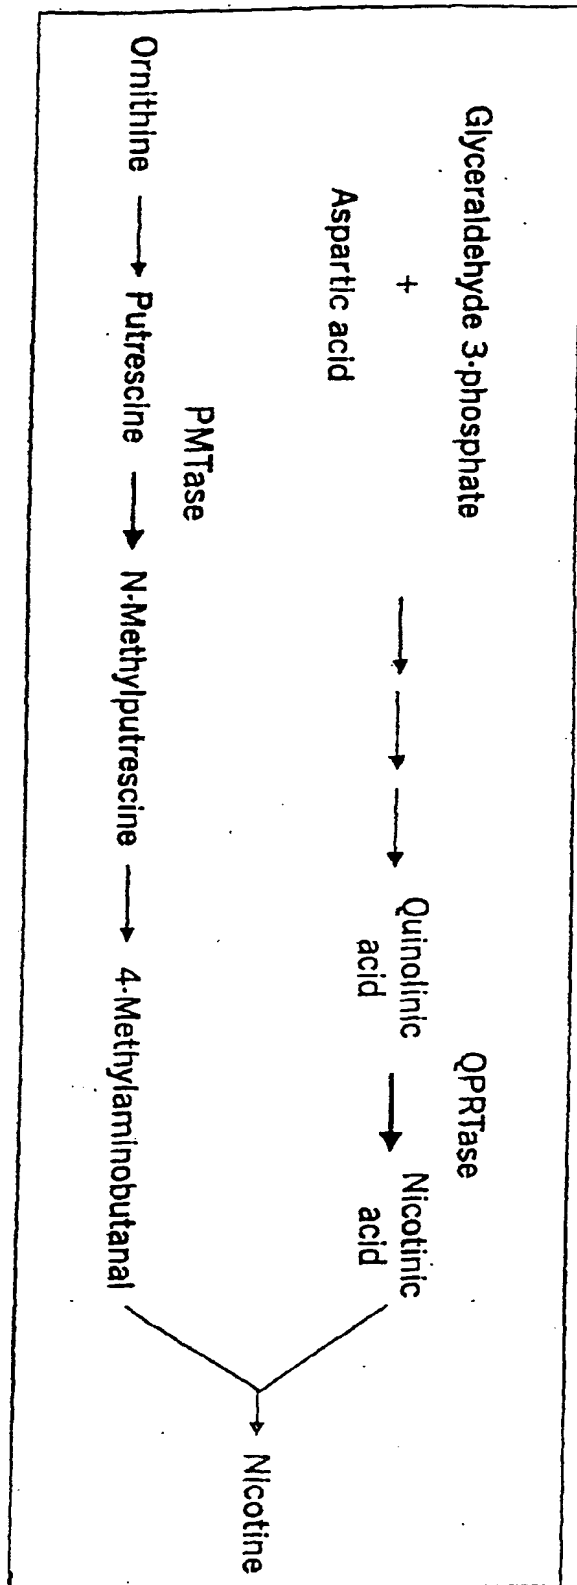 Glyceraldehyde 3-phosphate
+
Aspartic acid
Quinolinic
acid
QPRTase
Nicotinic
acid
PMTase
Ornithine
Putrescine
N-Methylputrescine
4-Methylaminobutanal
Nicotine